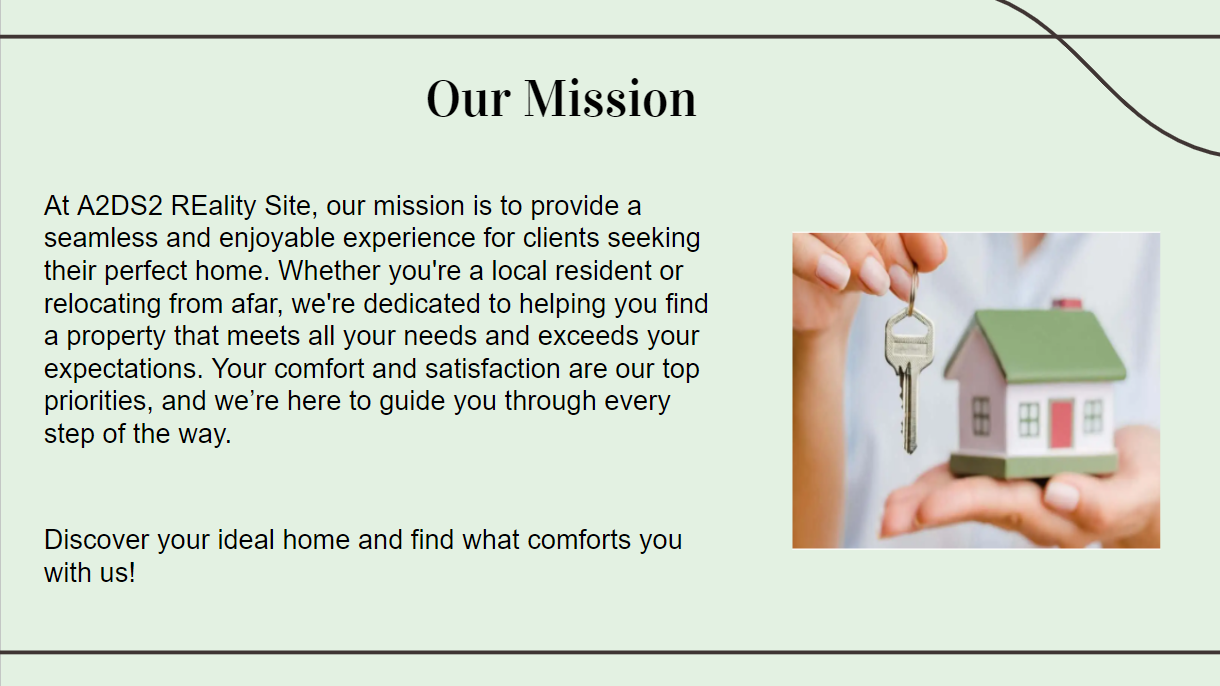 Our Mission
At A2DS2 REality Site, our mission is to provide a
seamless and enjoyable experience for clients seeking
their perfect home. Whether you're a local resident or
relocating from afar, we're dedicated to helping you find
a property that meets all your needs and exceeds your
expectations. Your comfort and satisfaction are our top
priorities, and we’re here to guide you through every
step of the way.
Discover your ideal home and find what comforts you
with us!